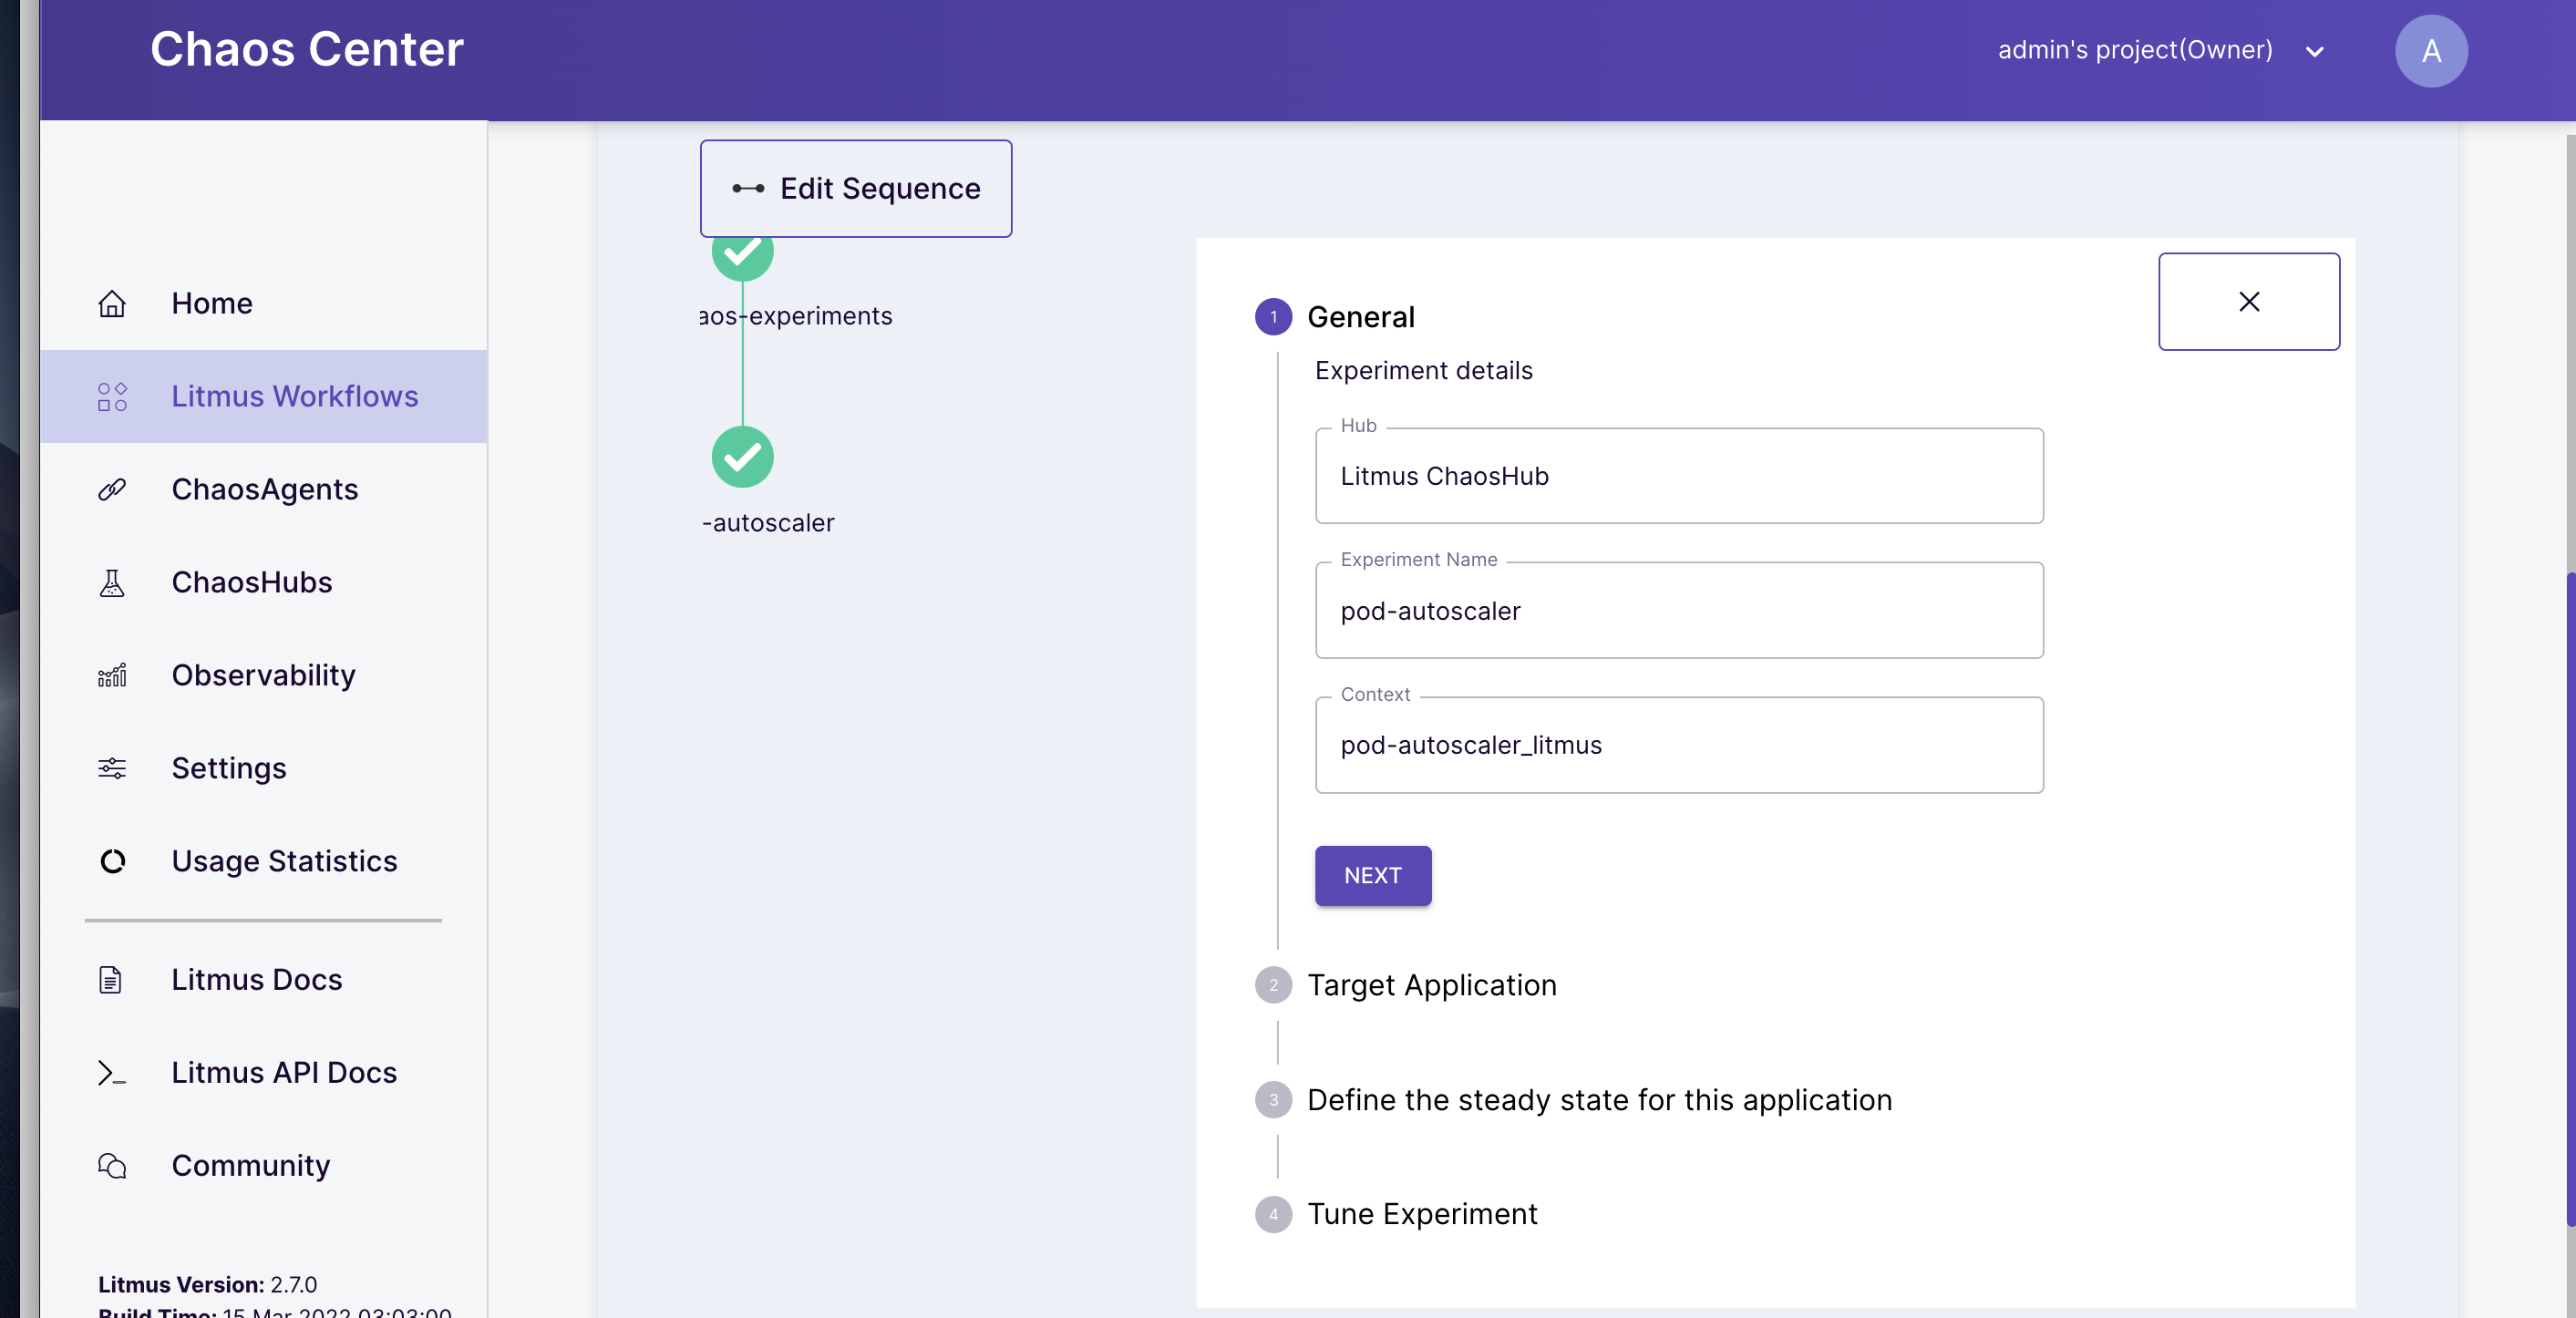 Chaos Center
admin's project(Owner)
A
Edit Sequence
Home
Litmus Workflows
ChaosAgents
ChaosHubs
Observability
Settings
Usage Statistics
Litmus Docs
Litmus API Docs
Community
Litmus Version: 2.7.0
Build Time: 15 Mar 2022 03:03:00
aos-experiments
-autoscaler
1 General
Experiment details
Hub
Litmus ChaosHub
Experiment Name
pod-autoscaler
Context
pod-autoscaler_litmus
NEXT
2 Target Application
3 Define the steady state for this application
4 Tune Experiment